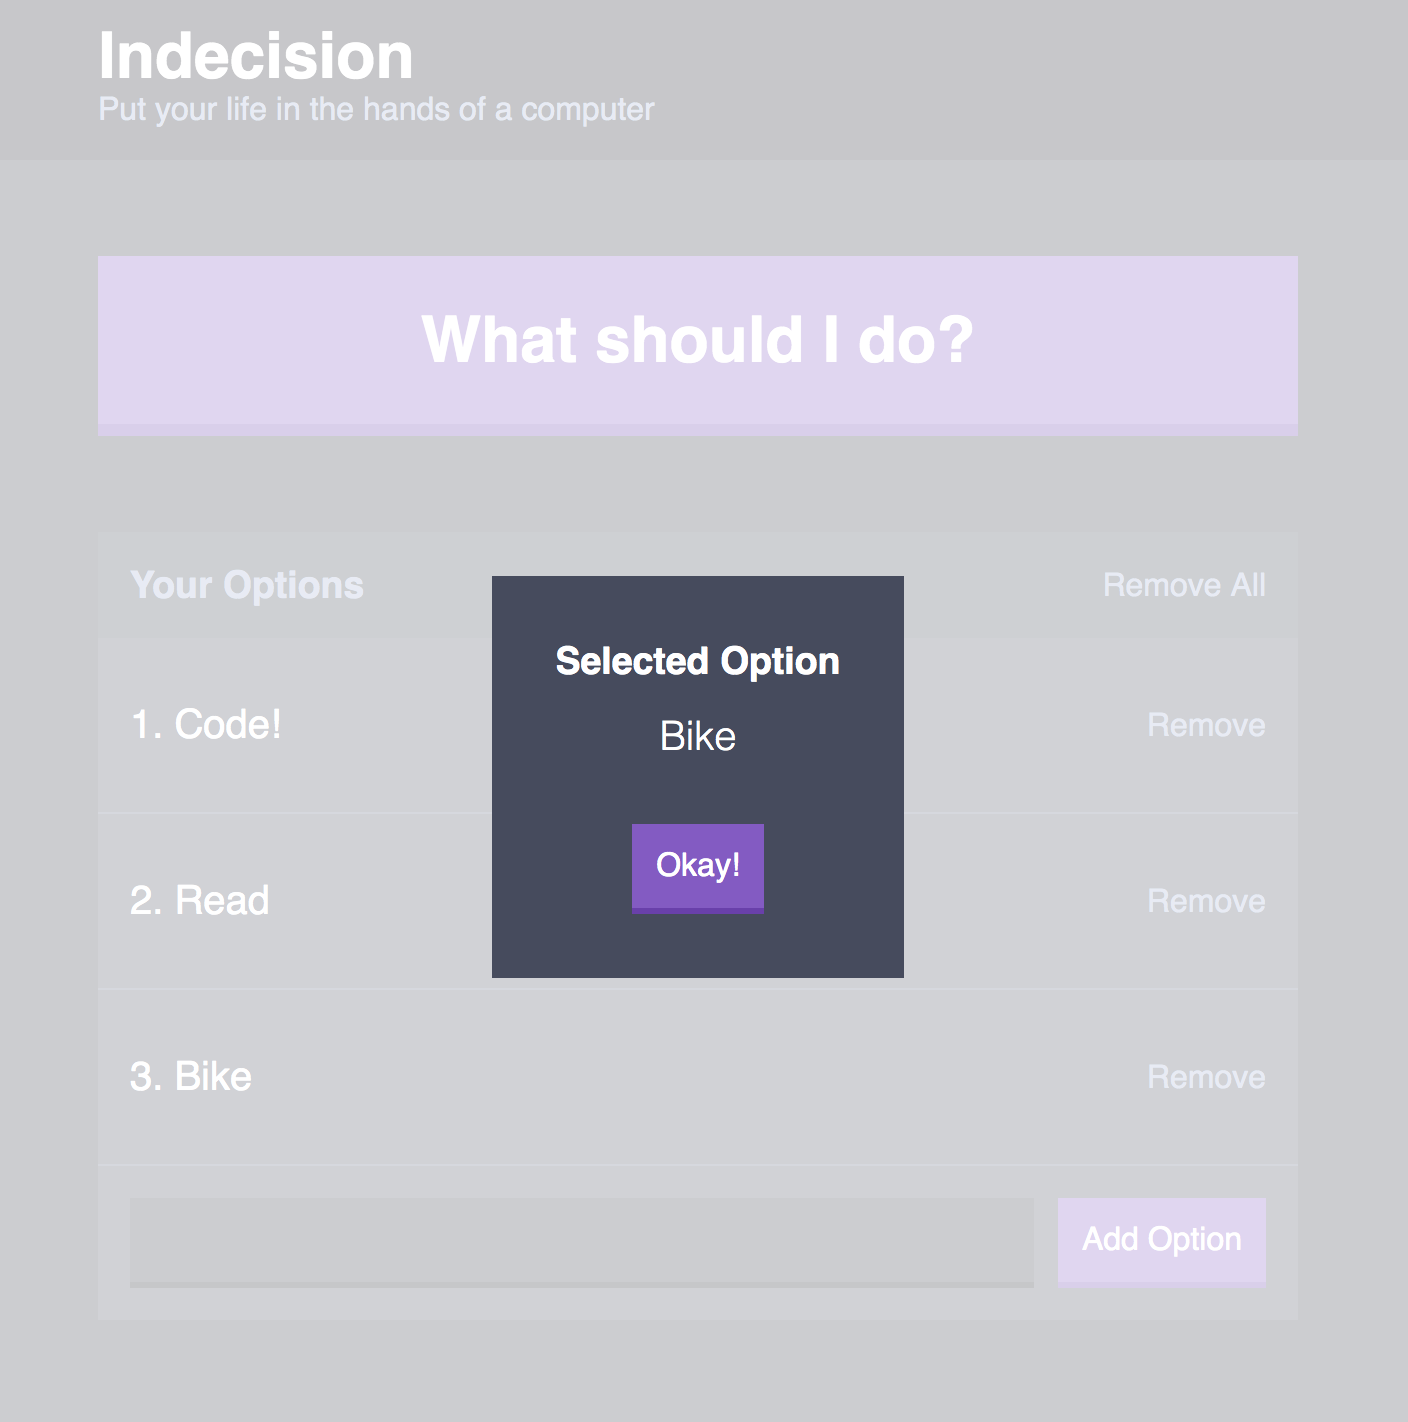 Indecision
Put your life in the hands of a computer
What should I do?
Your Options
Remove All
Selected Option
Bike
Okay!
1. Code!
Remove
2. Read
Remove
3. Bike
Remove
Add Option